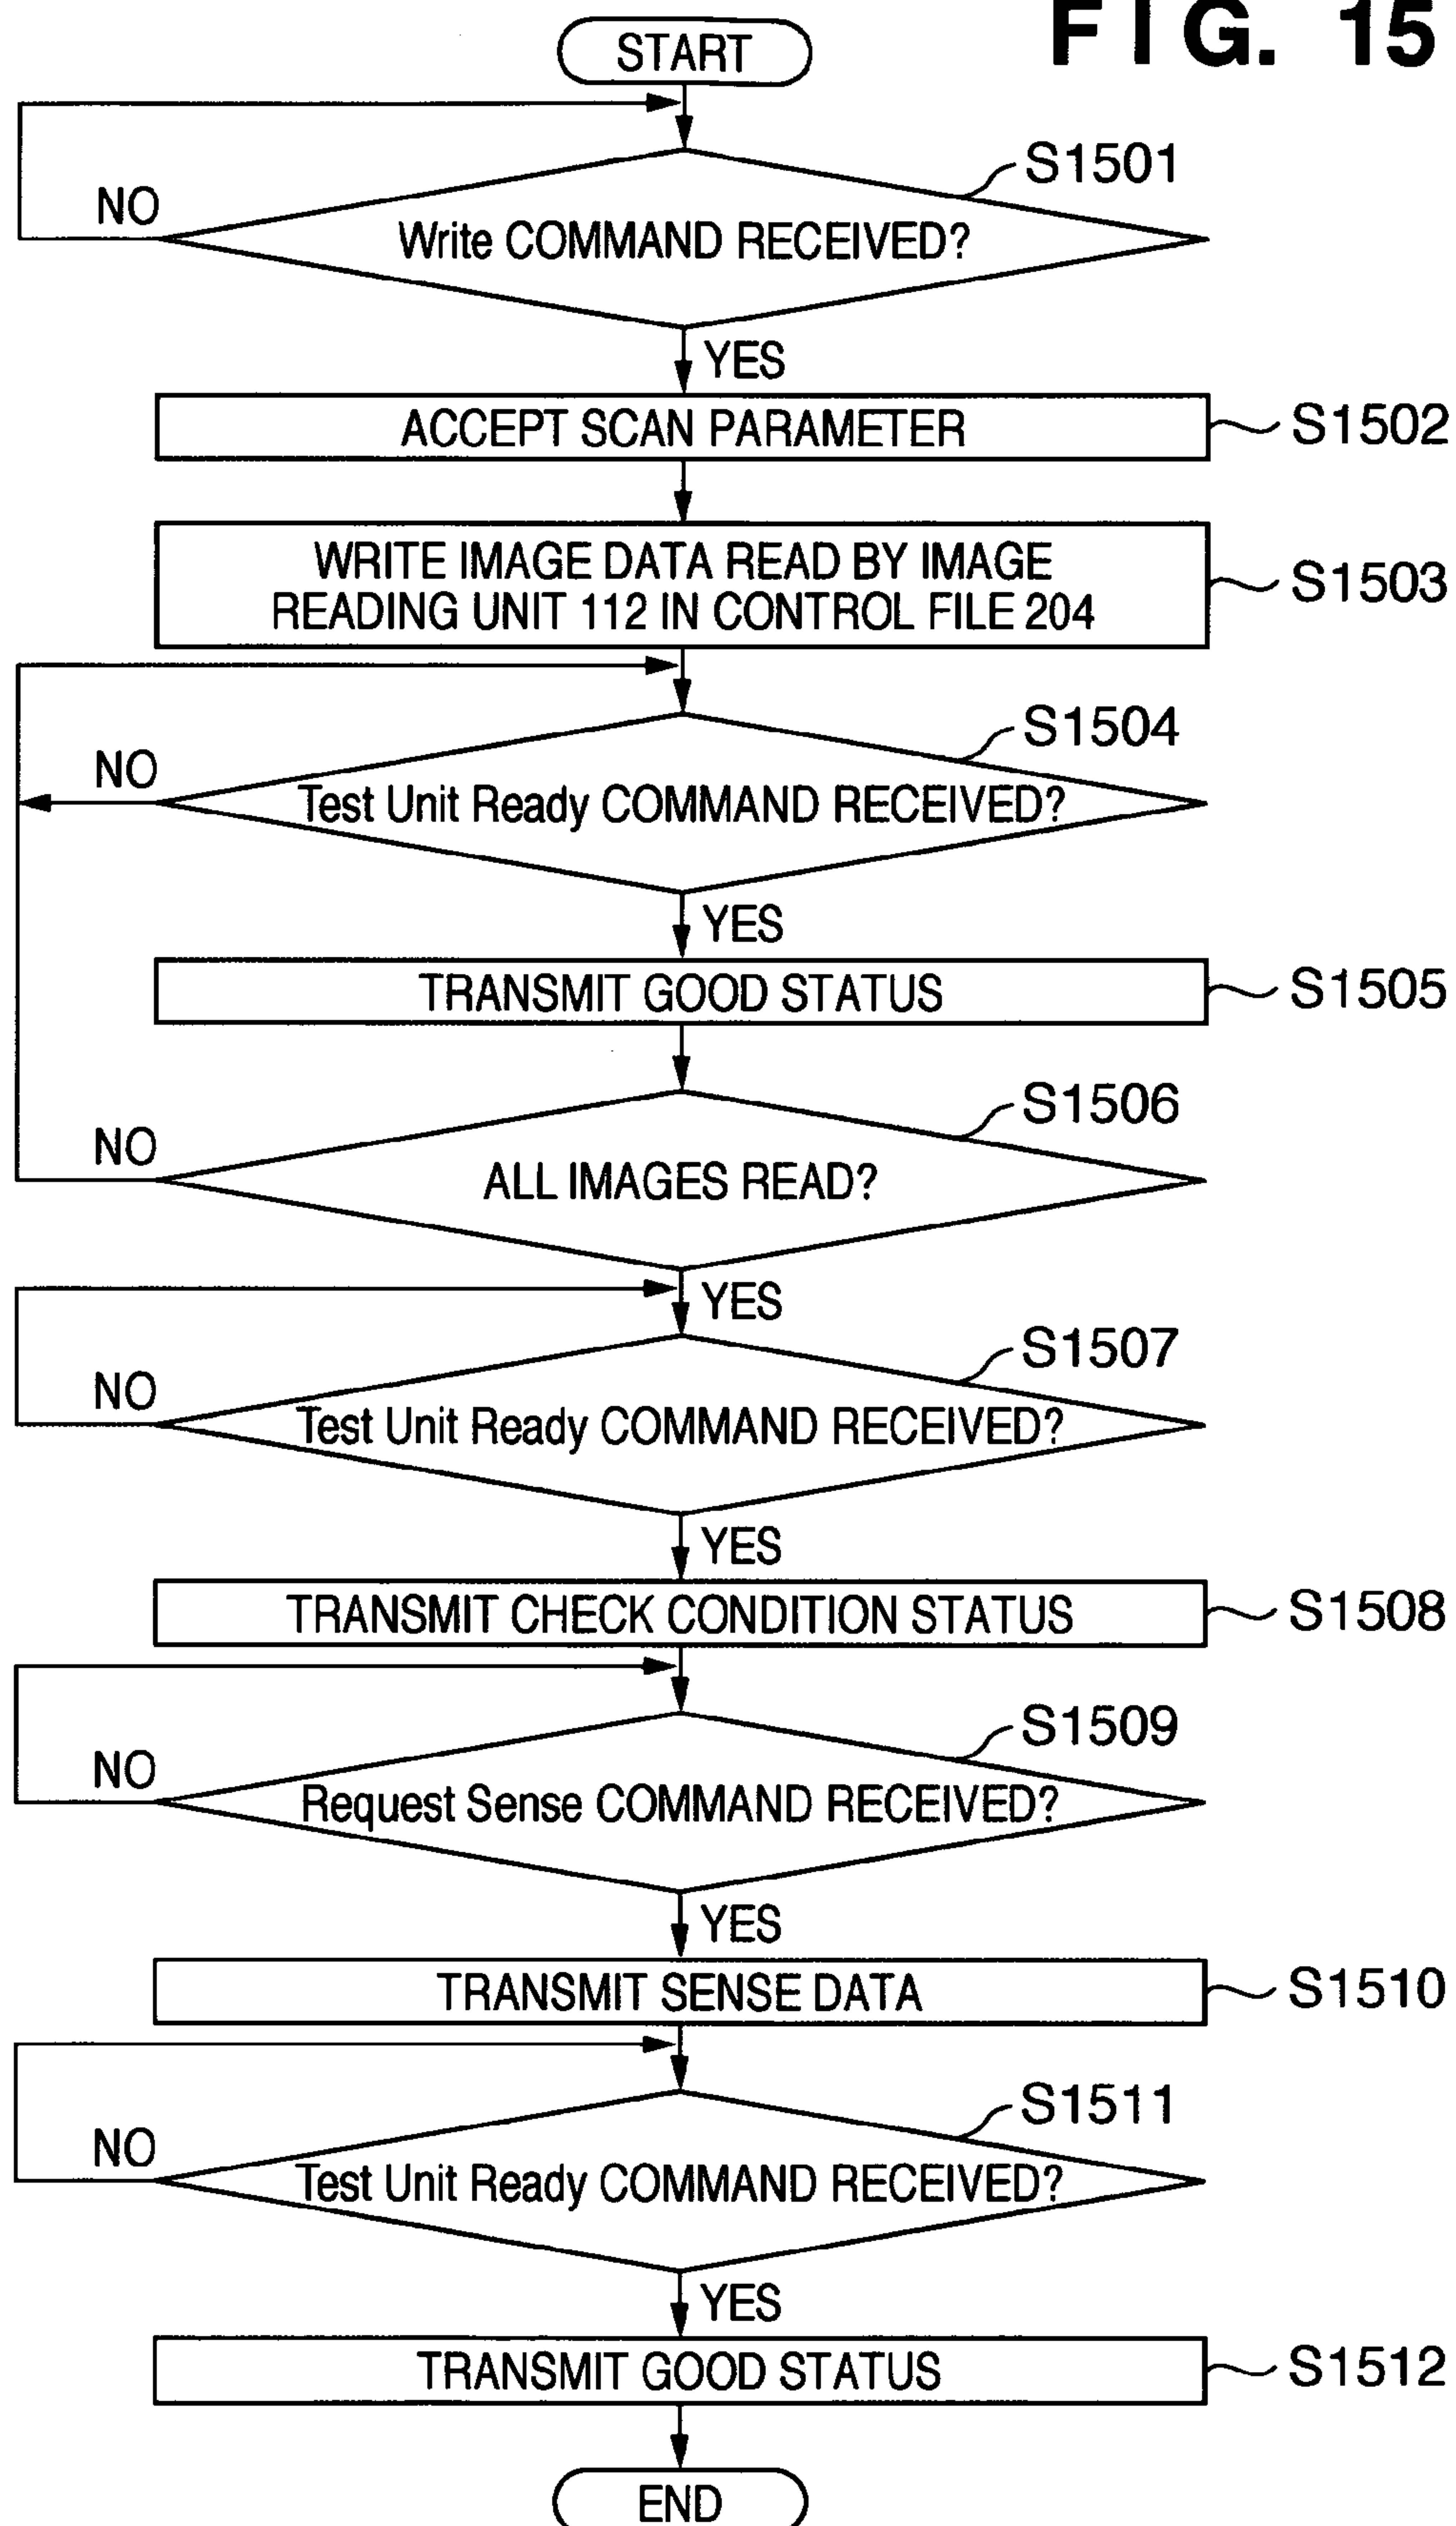 FIG. 15
START
S1501
NO
Write COMMAND RECEIVED?
YES
ACCEPT SCAN PARAMETER
S1502
WRITE IMAGE DATA READ BY IMAGE
READING UNIT 112 IN CONTROL FILE 204
S1503
S1504
NO
Test Unit Ready COMMAND RECEIVED?
YES
TRANSMIT GOOD STATUS
S1505
S1506
NO
ALL IMAGES READ?
YES
S1507
NO
Test Unit Ready COMMAND RECEIVED?
YES
TRANSMIT CHECK CONDITION STATUS
S1508
S1509
NO
Request Sense COMMAND RECEIVED?
YES
TRANSMIT SENSE DATA
S1510
S1511
NO
Test Unit Ready COMMAND RECEIVED?
YES
TRANSMIT GOOD STATUS
S1512
END